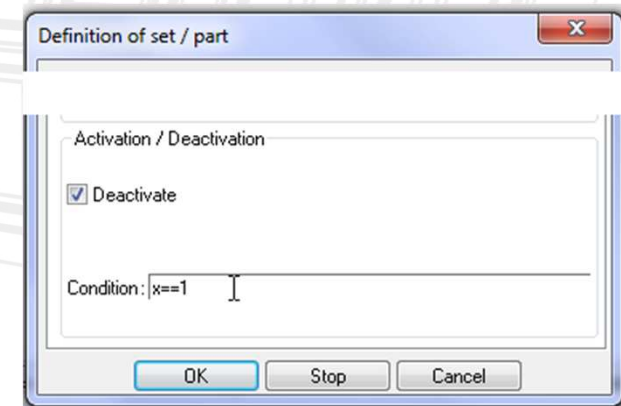 Definition of set / part
Activation / Deactivation
Deactivate
Condition: x==1
OK Stop Cancel